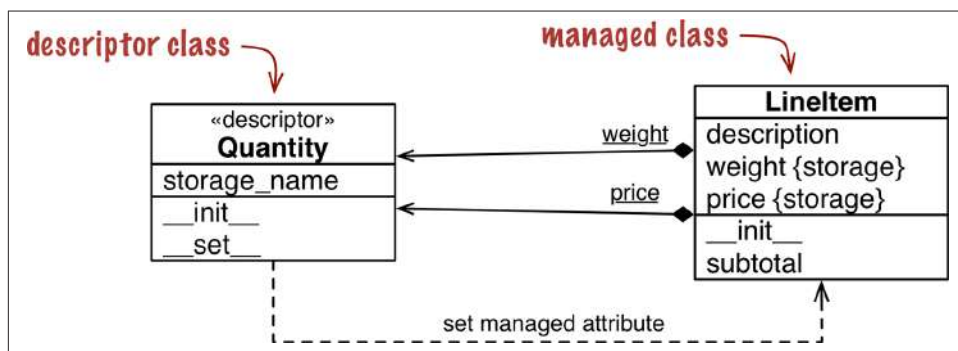 descriptor class
managed class
«descriptor»
Quantity
storage_name
__init__
__set__
weight
price
LineItem
description
weight {storage}
price {storage}
__init__
subtotal
set managed attribute